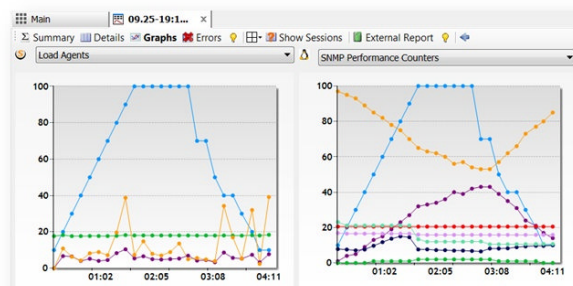 Main
09.25-19:1... x
Σ Summary Details Graphs Errors Show Sessions External Report
Load Agents
SNMP Performance Counters
100
80
60
40
20
0
01:02 02:05 03:08 04:11
100
80
60
40
20
0
01:02 02:05 03:08 04:11